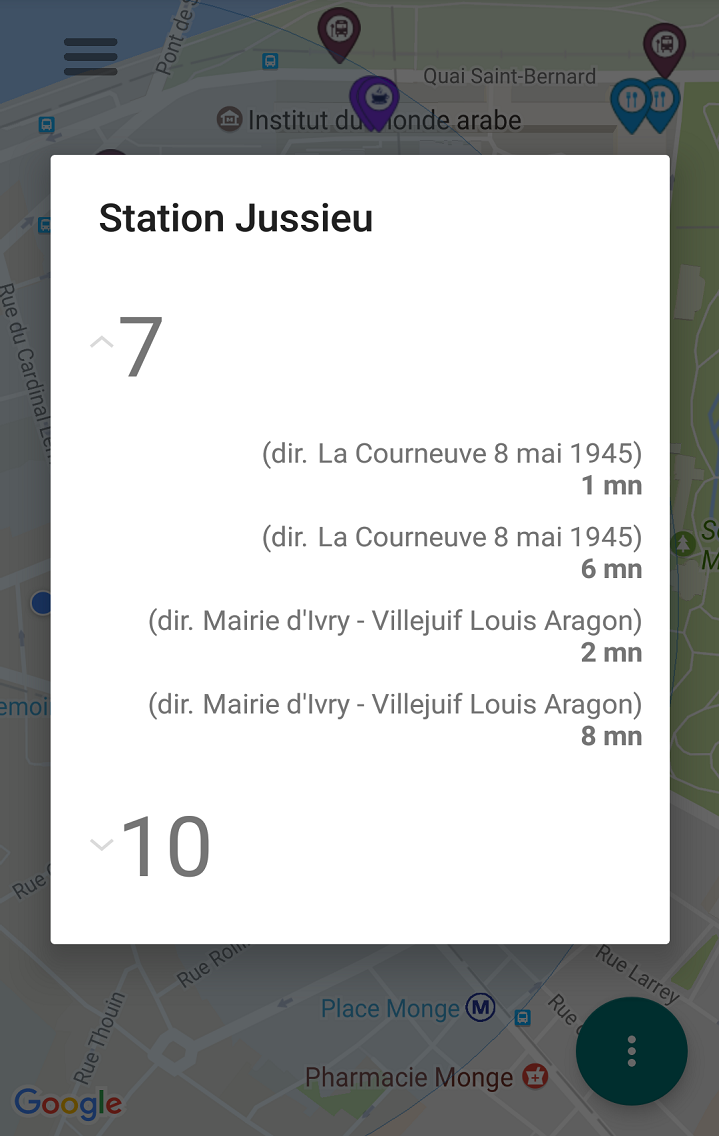 Pont de S
Quai Saint-Bernard
Institut du Monde arabe
Station Jussieu
Rue du Cardinal Lem
7
(dir. La Courneuve 8 mai 1945)
1 mn
(dir. La Courneuve 8 mai 1945)
6 mn
(dir. Mairie d'Ivry - Villejuif Louis Aragon)
2 mn
(dir. Mairie d'Ivry - Villejuif Louis Aragon)
8 mn
10
Rue
Rue Rolli
Rue Larrey
Place Monge M
Rue
Rue Thouin
Pharmacie Monge
Google